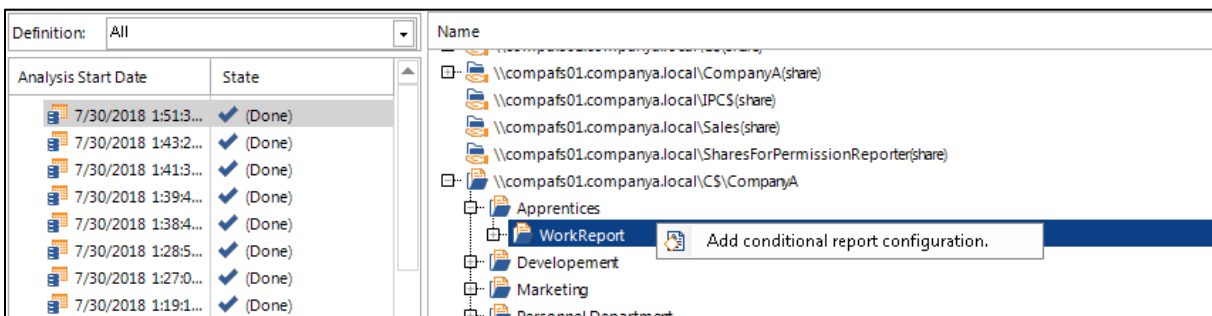 Definition: All
Analysis Start Date State
7/30/2018 1:51:3... (Done)
7/30/2018 1:43:2... (Done)
7/30/2018 1:41:3... (Done)
7/30/2018 1:39:4... (Done)
7/30/2018 1:38:4... (Done)
7/30/2018 1:28:5... (Done)
7/30/2018 1:27:0... (Done)
7/30/2018 1:19:1... (Done)
Name
\\compafs01.companya.local\CompanyA(share)
\\compafs01.companya.local\IPC$(share)
\\compafs01.companya.local\Sales(share)
\\compafs01.companya.local\SharesForPermissionReporter(share)
\\compafs01.companya.local\C$\CompanyA
Apprentices
WorkReport
Add conditional report configuration.
Developement
Marketing
Personnel Department